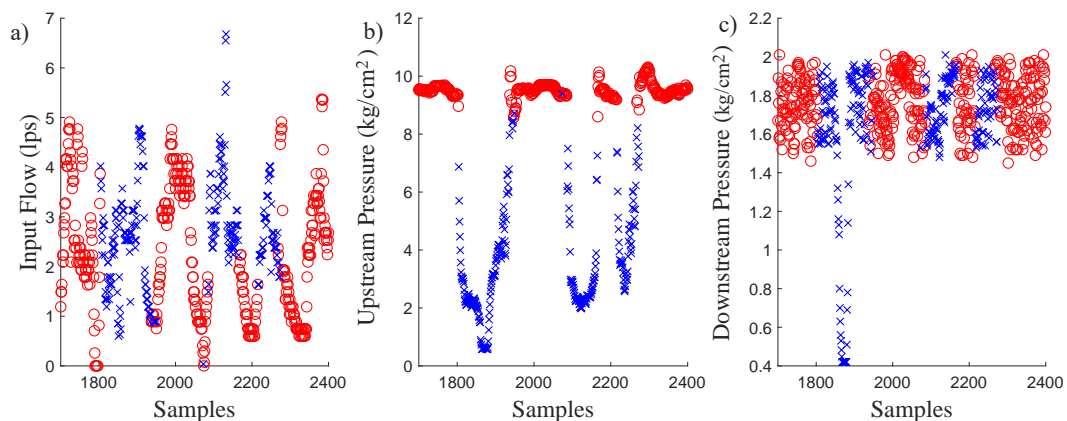 a)
Input Flow (lps)
7
6
5
4
3
2
1
0
1800 2000 2200 2400
Samples
b)
Upstream Pressure (kg/cm²)
12
10
8
6
4
2
0
1800 2000 2200 2400
Samples
c)
Downstream Pressure (kg/cm²)
2.2
2
1.8
1.6
1.4
1.2
1
0.8
0.6
0.4
1800 2000 2200 2400
Samples